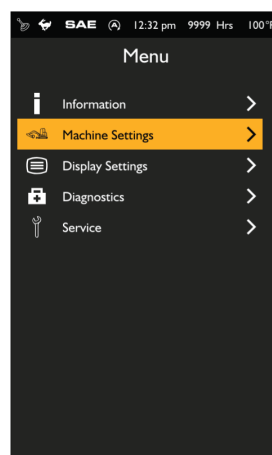 SAE A 12:32 pm 9999 Hrs 100°F
Menu
Information
Machine Settings
Display Settings
Diagnostics
Service